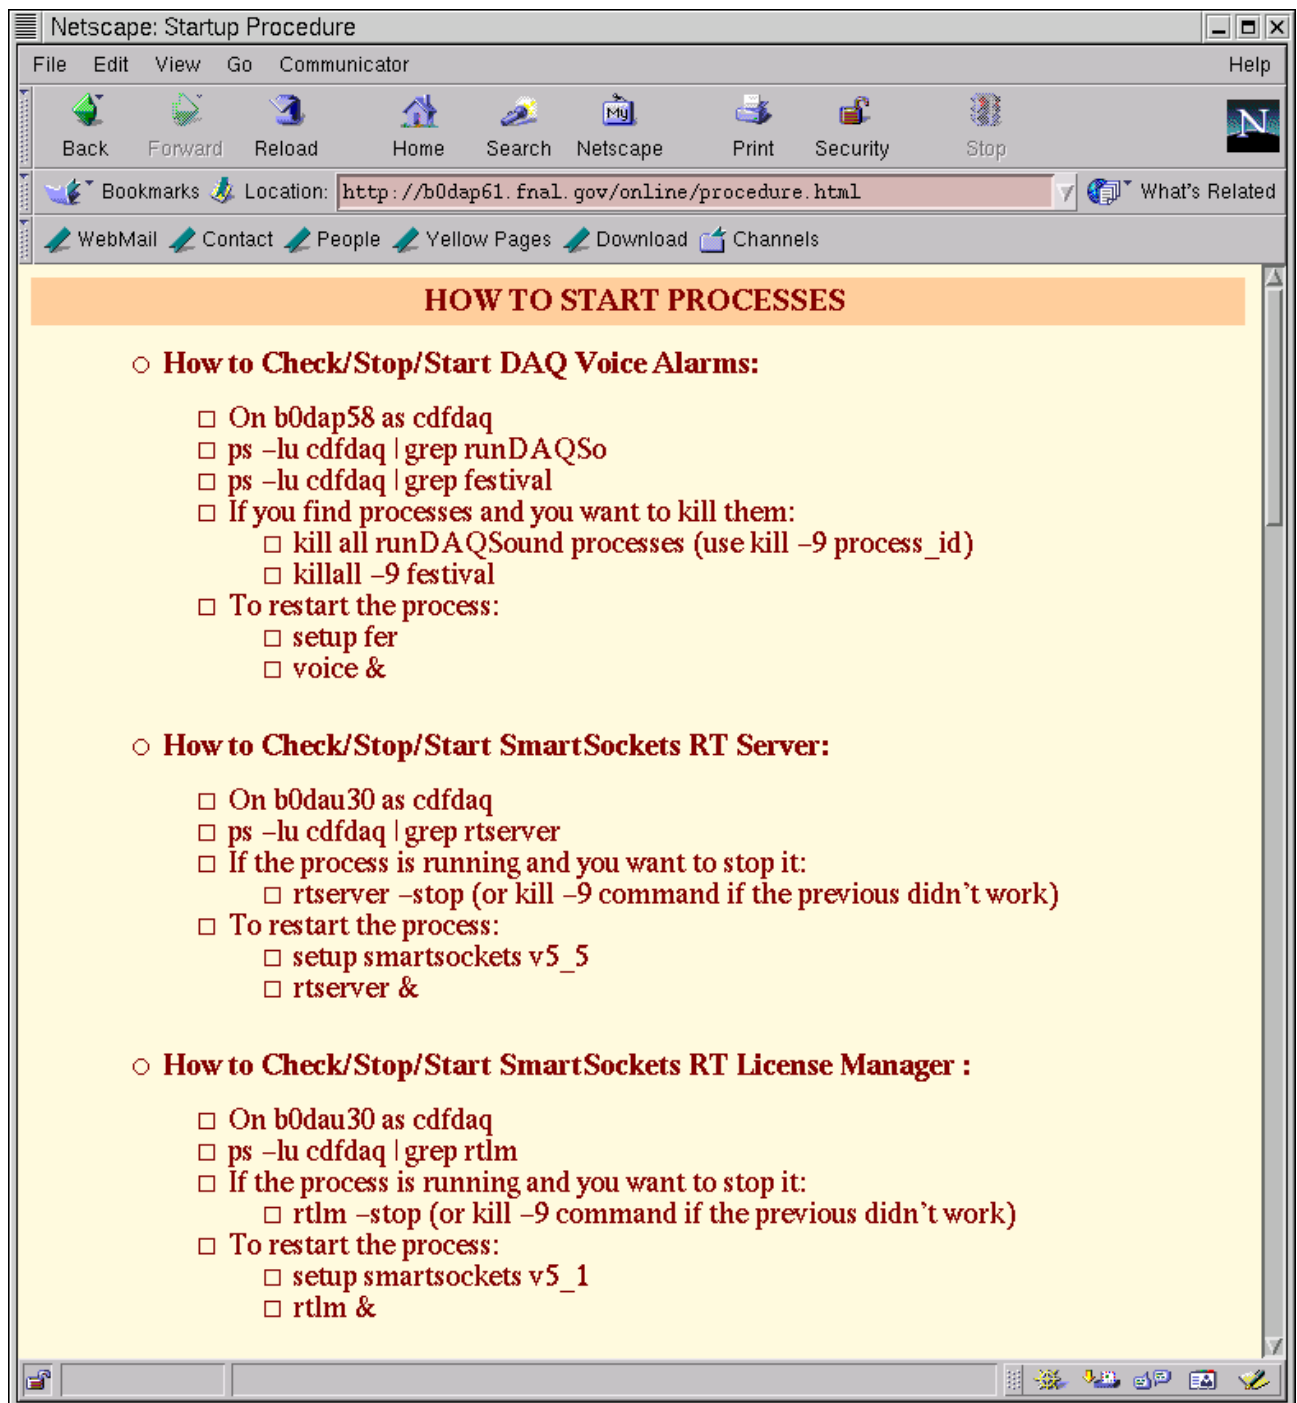 Netscape: Startup Procedure
File Edit View Go Communicator Help
My N
Back Forward Reload Home Search Netscape Print Security Stop
Bookmarks Location: http://b0dap61.fnal.gov/online/procedure.html What's Related
WebMail Contact People Yellow Pages Download Channels
HOW TO START PROCESSES
How to Check/Stop/Start DAQ Voice Alarms:
On b0dap58 as cdfdaq
ps –lu cdfdaq | grep runDAQSo
ps –lu cdfdaq | grep festival
If you find processes and you want to kill them:
kill all runDAQSound processes (use kill –9 process_id)
killall –9 festival
To restart the process:
setup fer
voice &
How to Check/Stop/Start SmartSockets RT Server:
On b0dau30 as cdfdaq
ps –lu cdfdaq | grep rtserver
If the process is running and you want to stop it:
rtserver –stop (or kill –9 command if the previous didn't work)
To restart the process:
setup smartsockets v5_5
rtserver &
How to Check/Stop/Start SmartSockets RT License Manager :
On b0dau30 as cdfdaq
ps –lu cdfdaq | grep rtlm
If the process is running and you want to stop it:
rtlm –stop (or kill –9 command if the previous didn't work)
To restart the process:
setup smartsockets v5_1
rtlm &